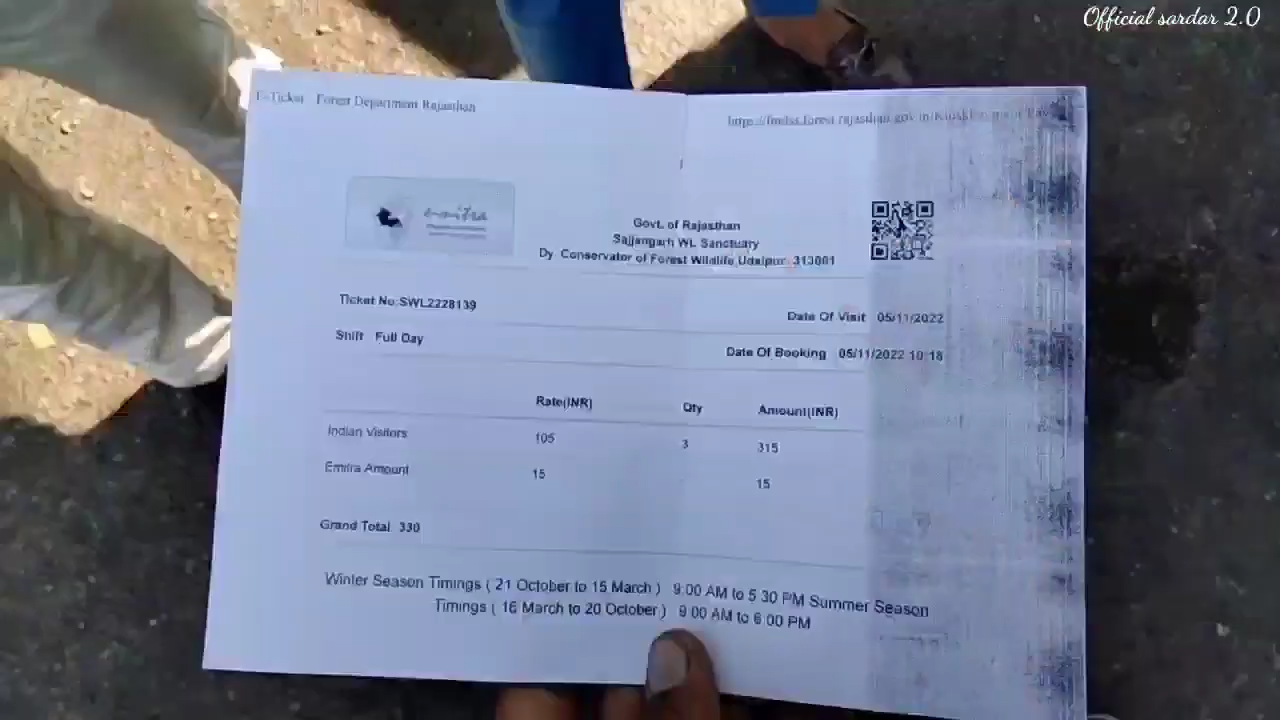 Official sardar 2.0
E-Ticket Forest Department Rajasthan
Govt. of Rajasthan
Sajjangarh WL Sanctuary
Dy. Conservator of Forest Wildlife, Udaipur 313001
Ticket No:SWL2228139
Date Of Visit 05/11/2022
Shift Full Day
Date Of Booking 05/11/2022 10:18
Rate(INR) Qty Amount(INR)
Indian Visitors 105 3 315
Emitra Amount 15 15
Grand Total 330
Winter Season Timings ( 21 October to 15 March ) 9:00 AM to 5:30 PM Summer Season
Timings ( 16 March to 20 October ) 9:00 AM to 6:00 PM